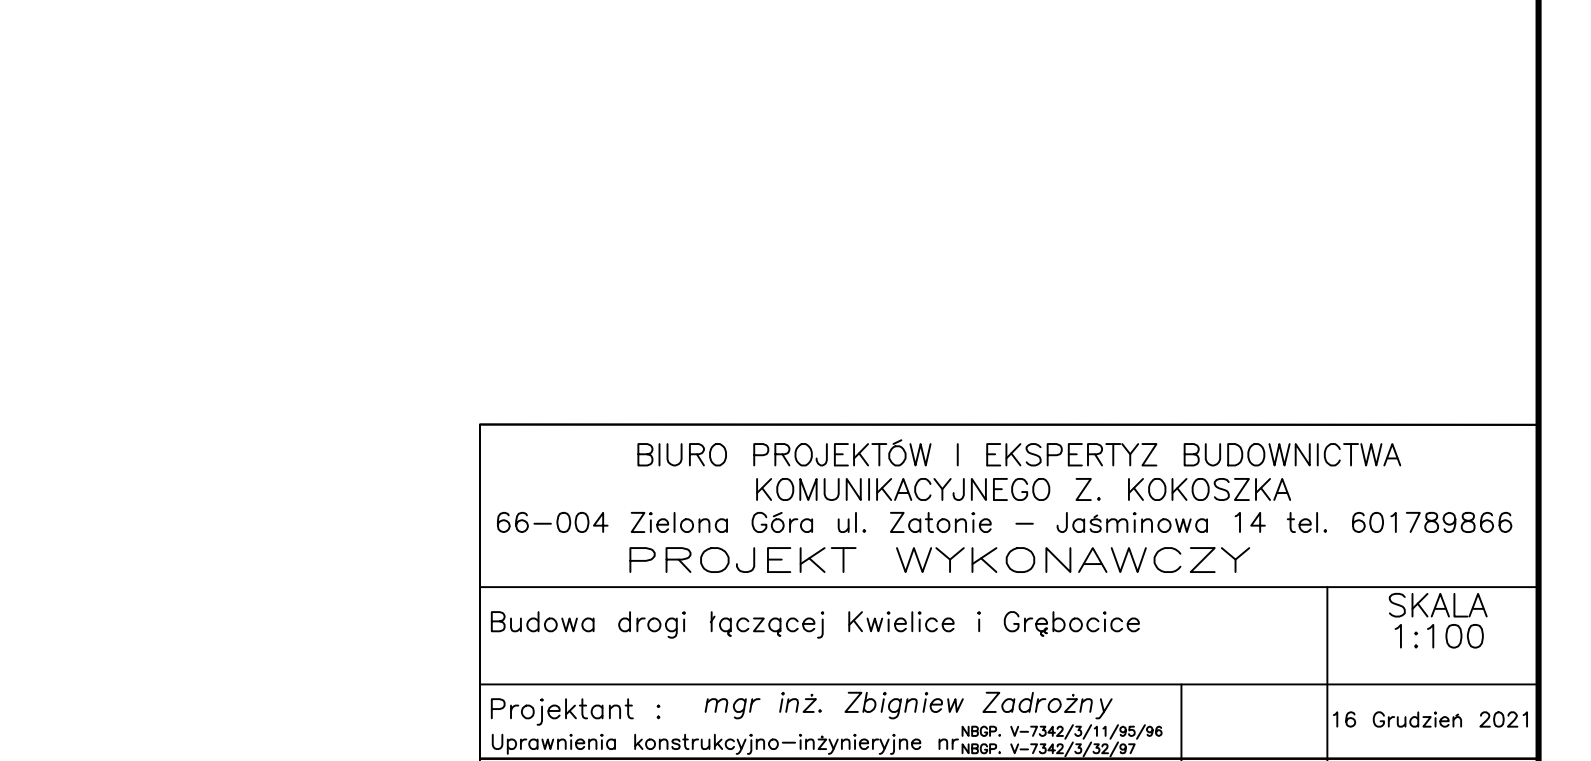 BIURO PROJEKTÓW I EKSPERTYZ BUDOWNICTWA
KOMUNIKACYJNEGO Z. KOKOSZKA
66-004 Zielona Góra ul. Zatonie – Jaśminowa 14 tel. 601789866
PROJEKT WYKONAWCZY
Budowa drogi łączącej Kwielice i Grębocice
SKALA
1:100
Projektant : mgr inż. Zbigniew Zadrożny
Uprawnienia konstrukcyjno-inżynieryjne nr NBGP. V-7342/3/11/95/96
NBGP. V-7342/3/32/97
16 Grudzień 2021